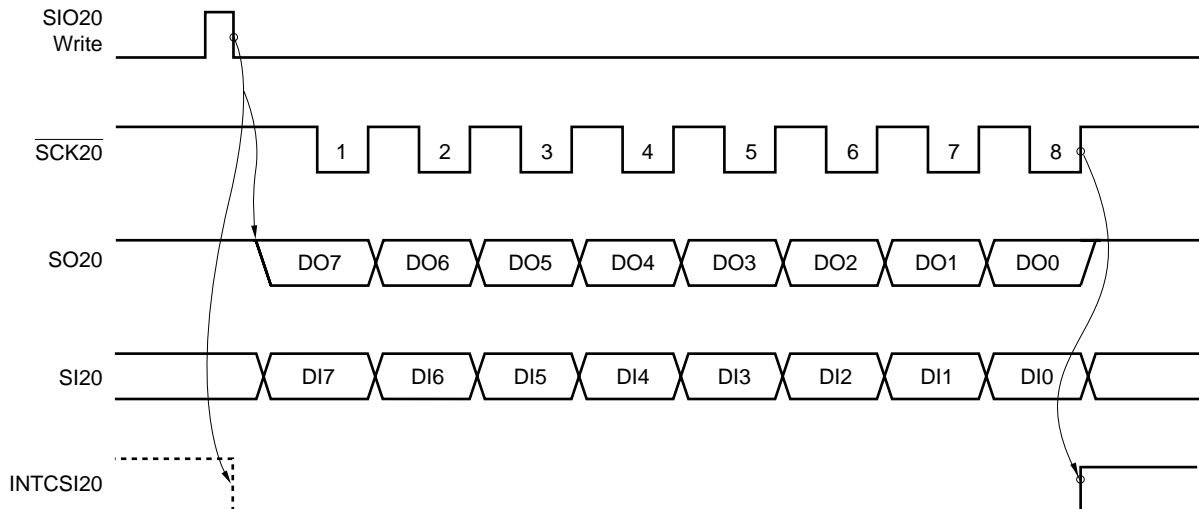 SIO20
Write
SCK20
1 2 3 4 5 6 7 8
SO20
DO7 DO6 DO5 DO4 DO3 DO2 DO1 DO0
SI20
DI7 DI6 DI5 DI4 DI3 DI2 DI1 DI0
INTCSI20